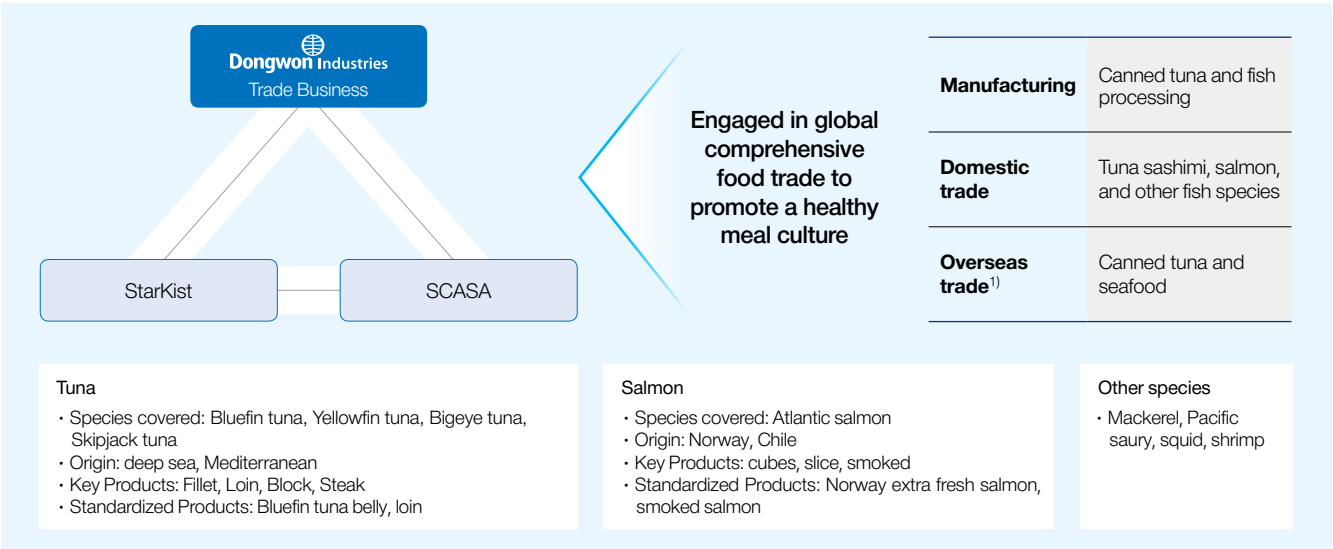 Dongwon Industries
Trade Business
StarKist
SCASA
Engaged in global
comprehensive
food trade to
promote a healthy
meal culture
Manufacturing
Canned tuna and fish
processing
Domestic
trade
Tuna sashimi, salmon,
and other fish species
Overseas
trade1)
Canned tuna and
seafood
Tuna
· Species covered: Bluefin tuna, Yellowfin tuna, Bigeye tuna,
Skipjack tuna
· Origin: deep sea, Mediterranean
· Key Products: Fillet, Loin, Block, Steak
· Standardized Products: Bluefin tuna belly, loin
Salmon
· Species covered: Atlantic salmon
· Origin: Norway, Chile
· Key Products: cubes, slice, smoked
· Standardized Products: Norway extra fresh salmon,
smoked salmon
Other species
· Mackerel, Pacific
saury, squid, shrimp